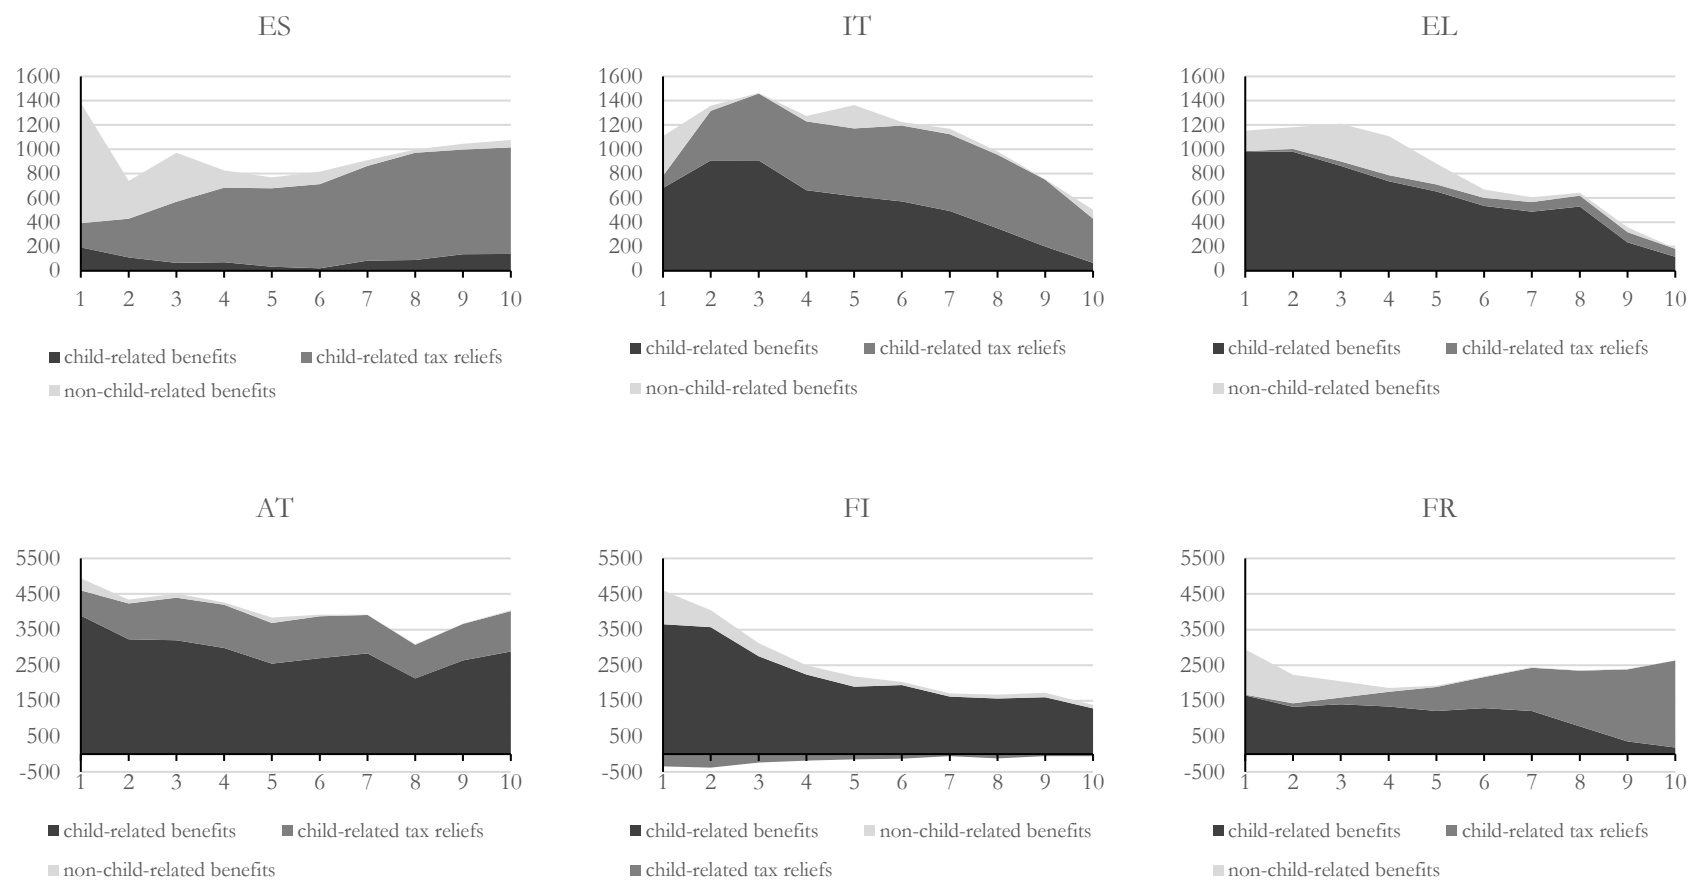 ES
1600
1400
1200
1000
800
600
400
200
0
1 2 3 4 5 6 7 8 9 10
child-related benefits child-related tax reliefs
non-child-related benefits
IT
1600
1400
1200
1000
800
600
400
200
0
1 2 3 4 5 6 7 8 9 10
child-related benefits child-related tax reliefs
non-child-related benefits
EL
1600
1400
1200
1000
800
600
400
200
0
1 2 3 4 5 6 7 8 9 10
child-related benefits child-related tax reliefs
non-child-related benefits
AT
5500
4500
3500
2500
1500
500
-500
1 2 3 4 5 6 7 8 9 10
child-related benefits child-related tax reliefs
non-child-related benefits
FI
5500
4500
3500
2500
1500
500
-500
1 2 3 4 5 6 7 8 9 10
child-related benefits non-child-related benefits
child-related tax reliefs
FR
5500
4500
3500
2500
1500
500
-500
1 2 3 4 5 6 7 8 9 10
child-related benefits child-related tax reliefs
non-child-related benefits